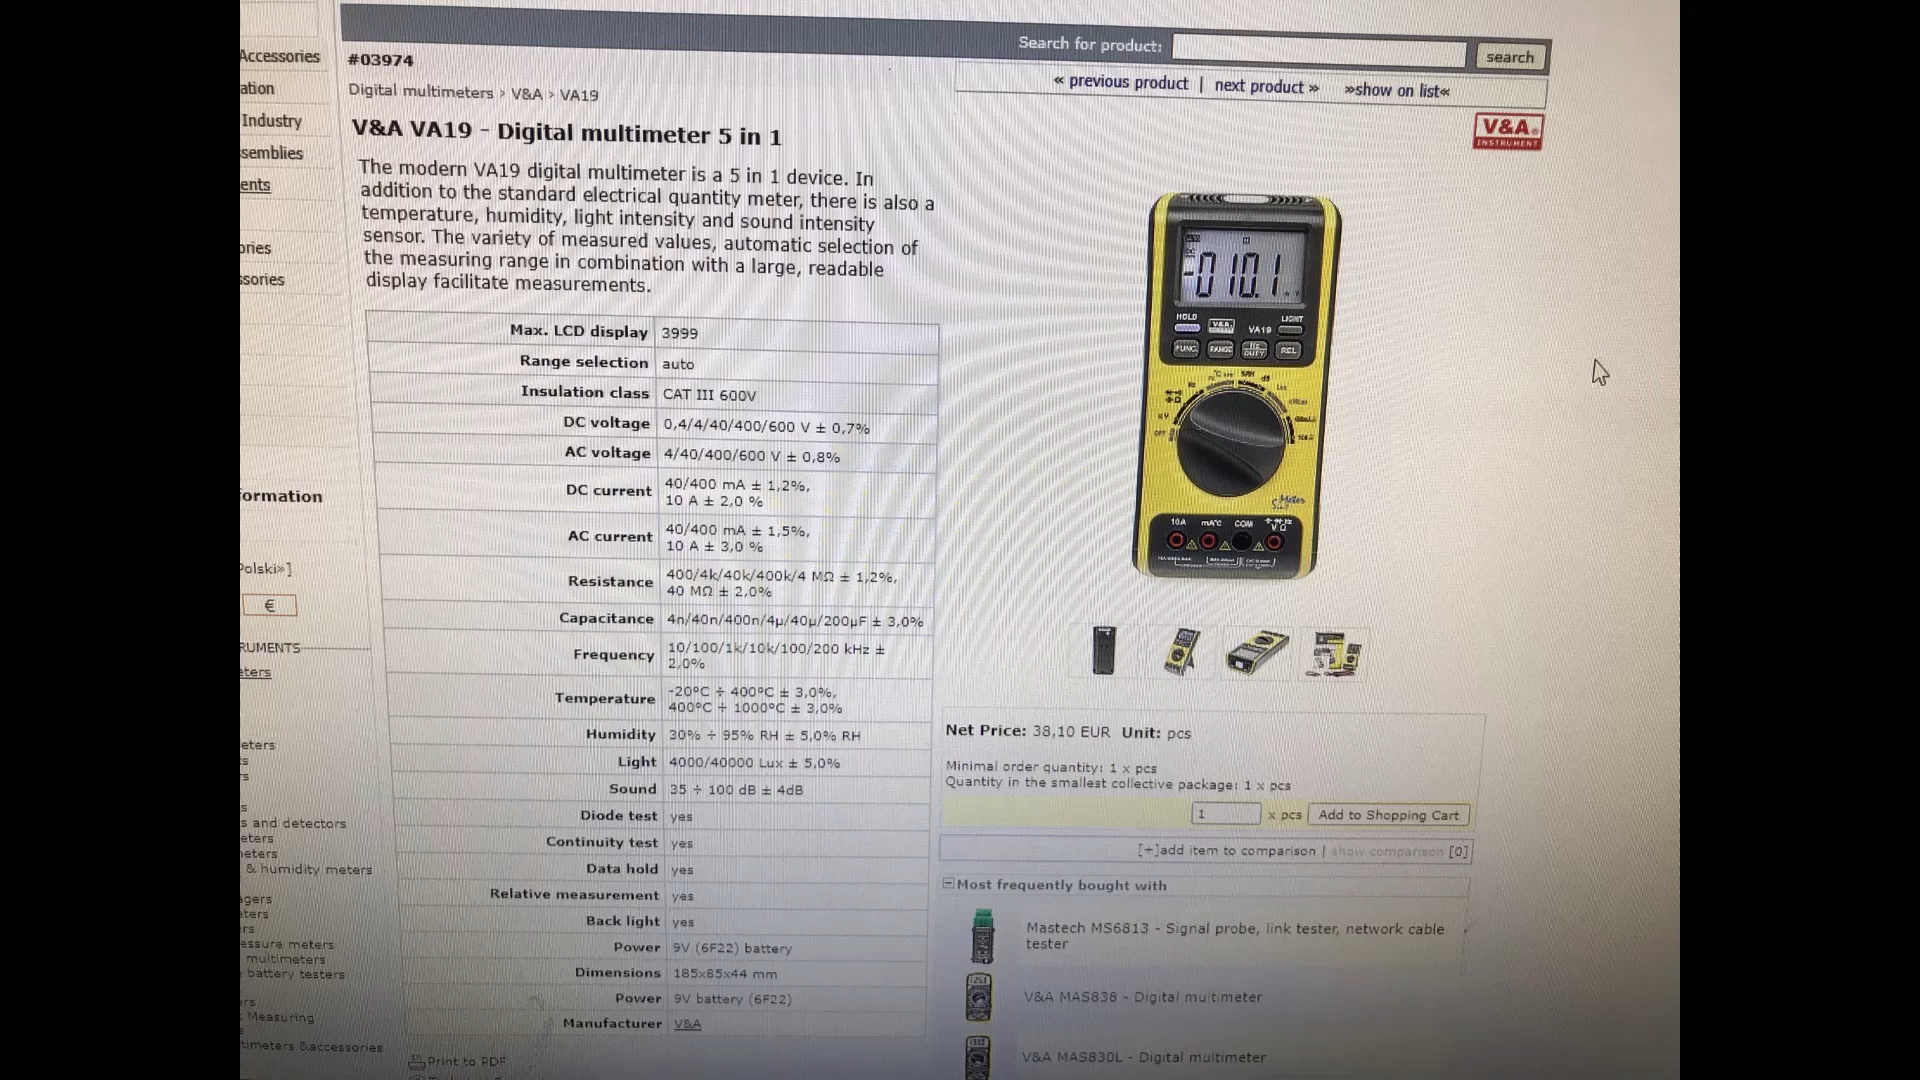 Search for product:
search
#03974
« previous product | next product » »show on list«
Digital multimeters › V&A › VA19
V&A VA19 - Digital multimeter 5 in 1
V&A
INSTRUMENT
The modern VA19 digital multimeter is a 5 in 1 device. In
addition to the standard electrical quantity meter, there is also a
temperature, humidity, light intensity and sound intensity
sensor. The variety of measured values, automatic selection of
the measuring range in combination with a large, readable
display facilitate measurements.
Max. LCD display 3999
Range selection auto
Insulation class CAT III 600V
DC voltage 0,4/4/40/400/600 V ± 0,7%
AC voltage 4/40/400/600 V ± 0,8%
DC current 40/400 mA ± 1,2%,
10 A ± 2,0 %
AC current 40/400 mA ± 1,5%,
10 A ± 3,0 %
Resistance 400/4k/40k/400k/4 MΩ ± 1,2%,
40 MΩ ± 2,0%
Capacitance 4n/40n/400n/4µ/40µ/200µF ± 3,0%
Frequency 10/100/1k/10k/100/200 kHz ±
2,0%
Temperature -20°C ÷ 400°C ± 3,0%,
400°C ÷ 1000°C ± 3,0%
Humidity 30% ÷ 95% RH ± 5,0% RH
Light 4000/40000 Lux ± 5,0%
Sound 35 ÷ 100 dB ± 4dB
Diode test yes
Continuity test yes
Data hold yes
Relative measurement yes
Back light yes
Power 9V (6F22) battery
Dimensions 185x85x44 mm
Power 9V battery (6F22)
Manufacturer V&A
Print to PDF
-010.1
HOLD
V&A
VA19
LIGHT
FUNC.
RANGE
Hz
DUTY
REL
OFF
10A
mA°C
COM
Net Price: 38,10 EUR Unit: pcs
Minimal order quantity: 1 x pcs
Quantity in the smallest collective package: 1 x pcs
1 x pcs Add to Shopping Cart
[+]add item to comparison | show comparison [0]
Most frequently bought with
Mastech MS6813 - Signal probe, link tester, network cable
tester
V&A MAS838 - Digital multimeter
V&A MAS830L - Digital multimeter
Accessories
ation
Industry
semblies
ents
ories
ssories
formation
Polski»]
€
RUMENTS
eters
eters
s
rs
s
s and detectors
eters
neters
& humidity meters
agers
eters
ers
essure meters
multimeters
battery testers
ers
Measuring
s
ltimeters &accessories